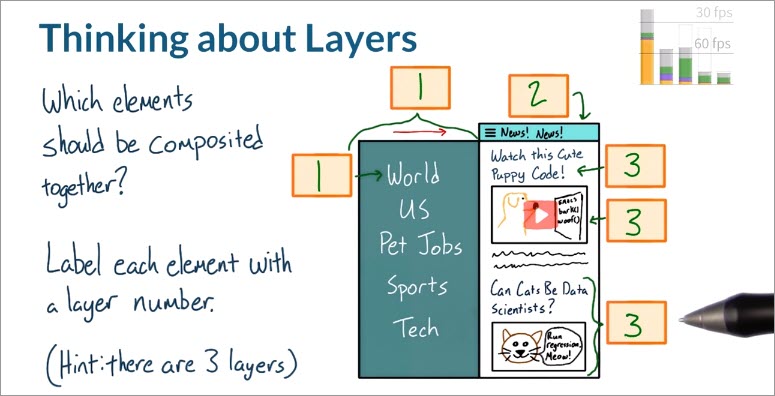 Thinking about Layers
30 fps
60 fps
Which elements
should be composited
together?
Label each element with
a layer number.
(Hint: there are 3 layers)
1
2
1
World
US
Pet Jobs
Sports
Tech
News! News!
Watch this Cute
Puppy Code!
bark()
woof()
Can Cats Be Data
Scientists?
Run
regression.
Meow!
3
3
3